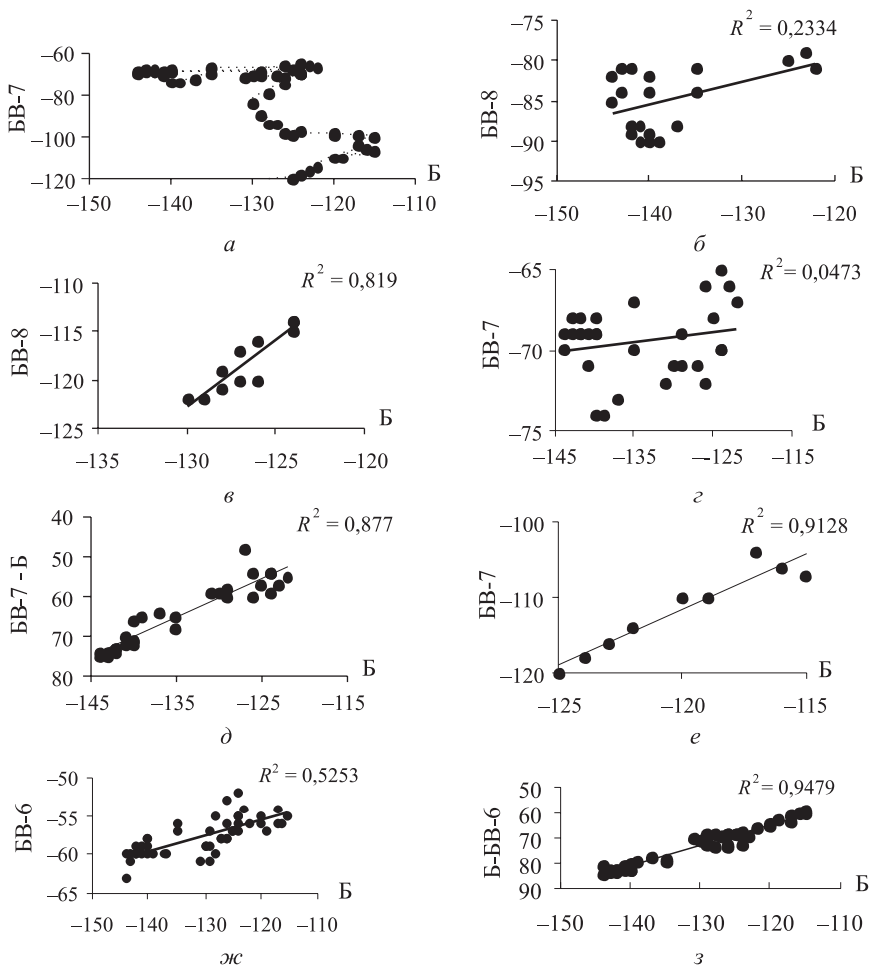 –60
–80
–100
–120
БВ-7
Б
–150 –140 –130 –120 –110
а
–75
–80
–85
–90
–95
БВ-8
R² = 0,2334
Б
–150 –140 –130 –120
б
–110
–115
–120
–125
БВ-8
R² = 0,819
Б
–135 –130 –125 –120
в
–65
–70
–75
БВ-7
R² = 0,0473
Б
–145 –135 –125 –115
г
40
50
60
70
80
БВ-7 - Б
R² = 0,877
Б
–145 –135 –125 –115
д
–100
–110
–120
БВ-7
R² = 0,9128
Б
–125 –120 –115
е
–50
–55
–60
–65
БВ-6
R² = 0,5253
Б
–150 –140 –130 –120 –110
ж
50
60
70
80
90
Б-БВ-6
R² = 0,9479
Б
–150 –140 –130 –120 –110
з